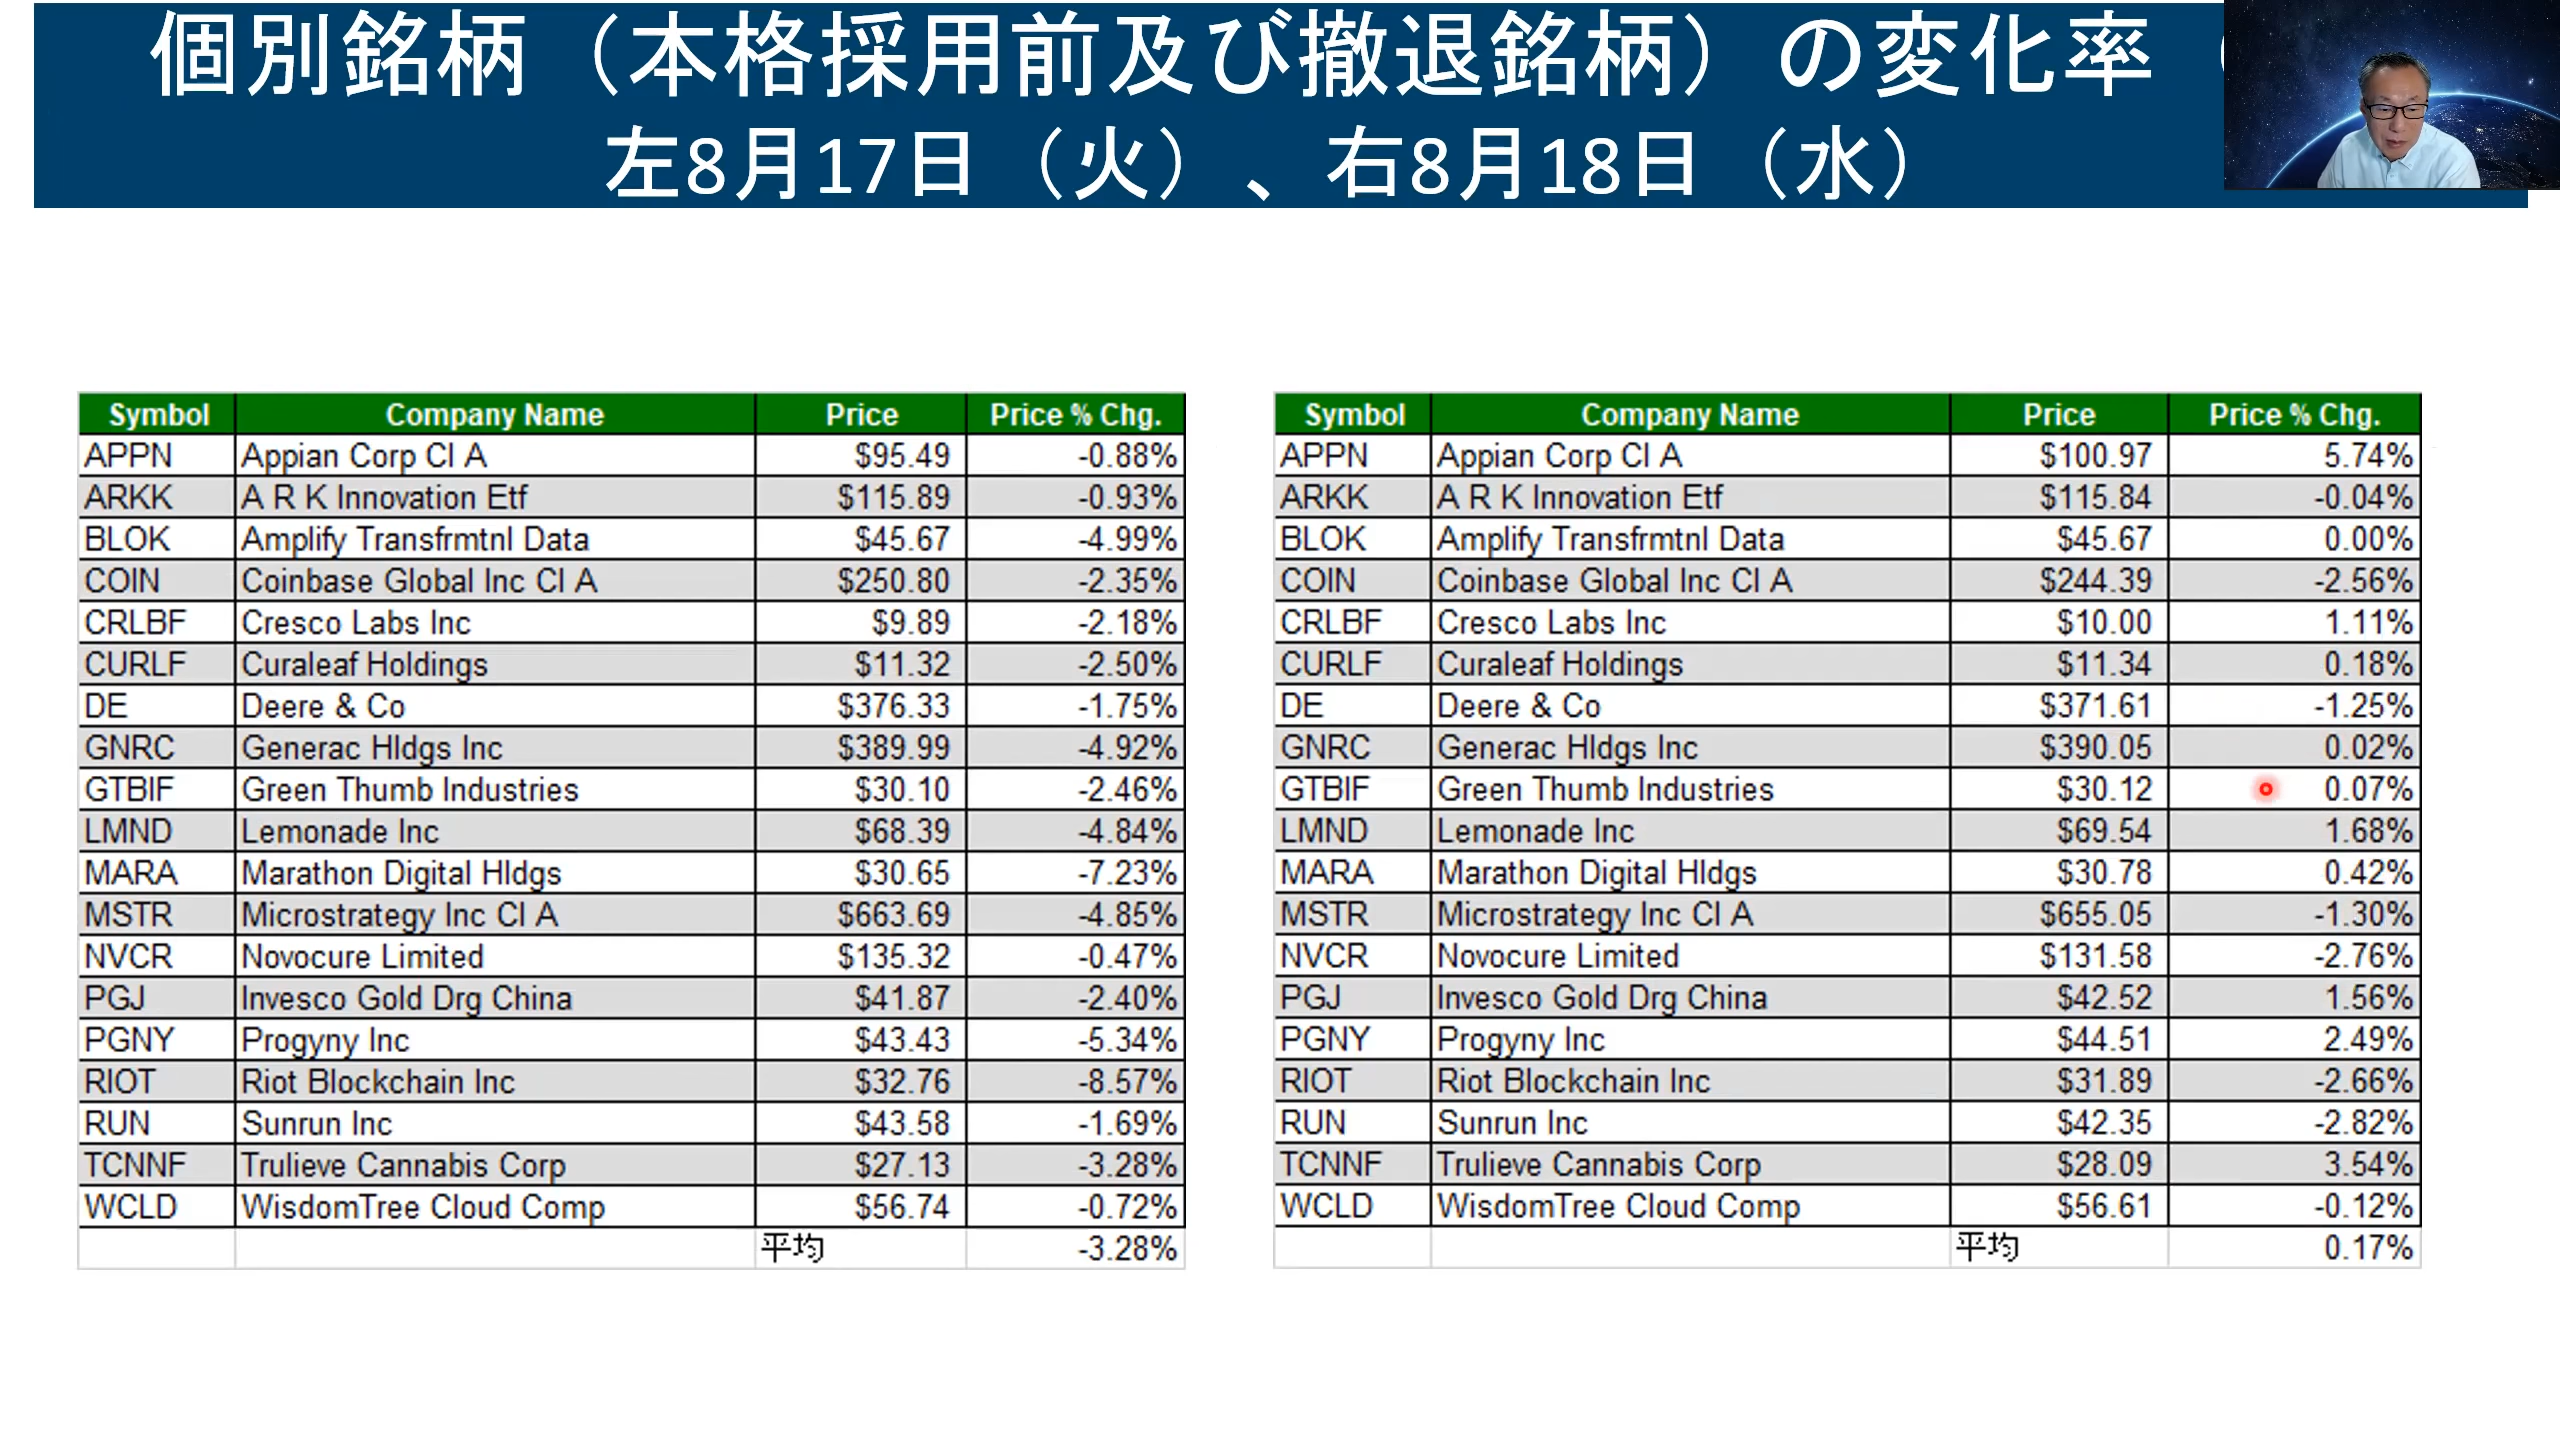 個別銘柄（本格採用前及び撤退銘柄）の変化率
左8月17日（火）、右8月18日（水）
Symbol Company Name Price Price % Chg.
APPN Appian Corp Cl A $95.49 -0.88%
ARKK A R K Innovation Etf $115.89 -0.93%
BLOK Amplify Transfrmtnl Data $45.67 -4.99%
COIN Coinbase Global Inc Cl A $250.80 -2.35%
CRLBF Cresco Labs Inc $9.89 -2.18%
CURLF Curaleaf Holdings $11.32 -2.50%
DE Deere & Co $376.33 -1.75%
GNRC Generac Hldgs Inc $389.99 -4.92%
GTBIF Green Thumb Industries $30.10 -2.46%
LMND Lemonade Inc $68.39 -4.84%
MARA Marathon Digital Hldgs $30.65 -7.23%
MSTR Microstrategy Inc Cl A $663.69 -4.85%
NVCR Novocure Limited $135.32 -0.47%
PGJ Invesco Gold Drg China $41.87 -2.40%
PGNY Progyny Inc $43.43 -5.34%
RIOT Riot Blockchain Inc $32.76 -8.57%
RUN Sunrun Inc $43.58 -1.69%
TCNNF Trulieve Cannabis Corp $27.13 -3.28%
WCLD WisdomTree Cloud Comp $56.74 -0.72%
平均 -3.28%
Symbol Company Name Price Price % Chg.
APPN Appian Corp Cl A $100.97 5.74%
ARKK A R K Innovation Etf $115.84 -0.04%
BLOK Amplify Transfrmtnl Data $45.67 0.00%
COIN Coinbase Global Inc Cl A $244.39 -2.56%
CRLBF Cresco Labs Inc $10.00 1.11%
CURLF Curaleaf Holdings $11.34 0.18%
DE Deere & Co $371.61 -1.25%
GNRC Generac Hldgs Inc $390.05 0.02%
GTBIF Green Thumb Industries $30.12 0.07%
LMND Lemonade Inc $69.54 1.68%
MARA Marathon Digital Hldgs $30.78 0.42%
MSTR Microstrategy Inc Cl A $655.05 -1.30%
NVCR Novocure Limited $131.58 -2.76%
PGJ Invesco Gold Drg China $42.52 1.56%
PGNY Progyny Inc $44.51 2.49%
RIOT Riot Blockchain Inc $31.89 -2.66%
RUN Sunrun Inc $42.35 -2.82%
TCNNF Trulieve Cannabis Corp $28.09 3.54%
WCLD WisdomTree Cloud Comp $56.61 -0.12%
平均 0.17%